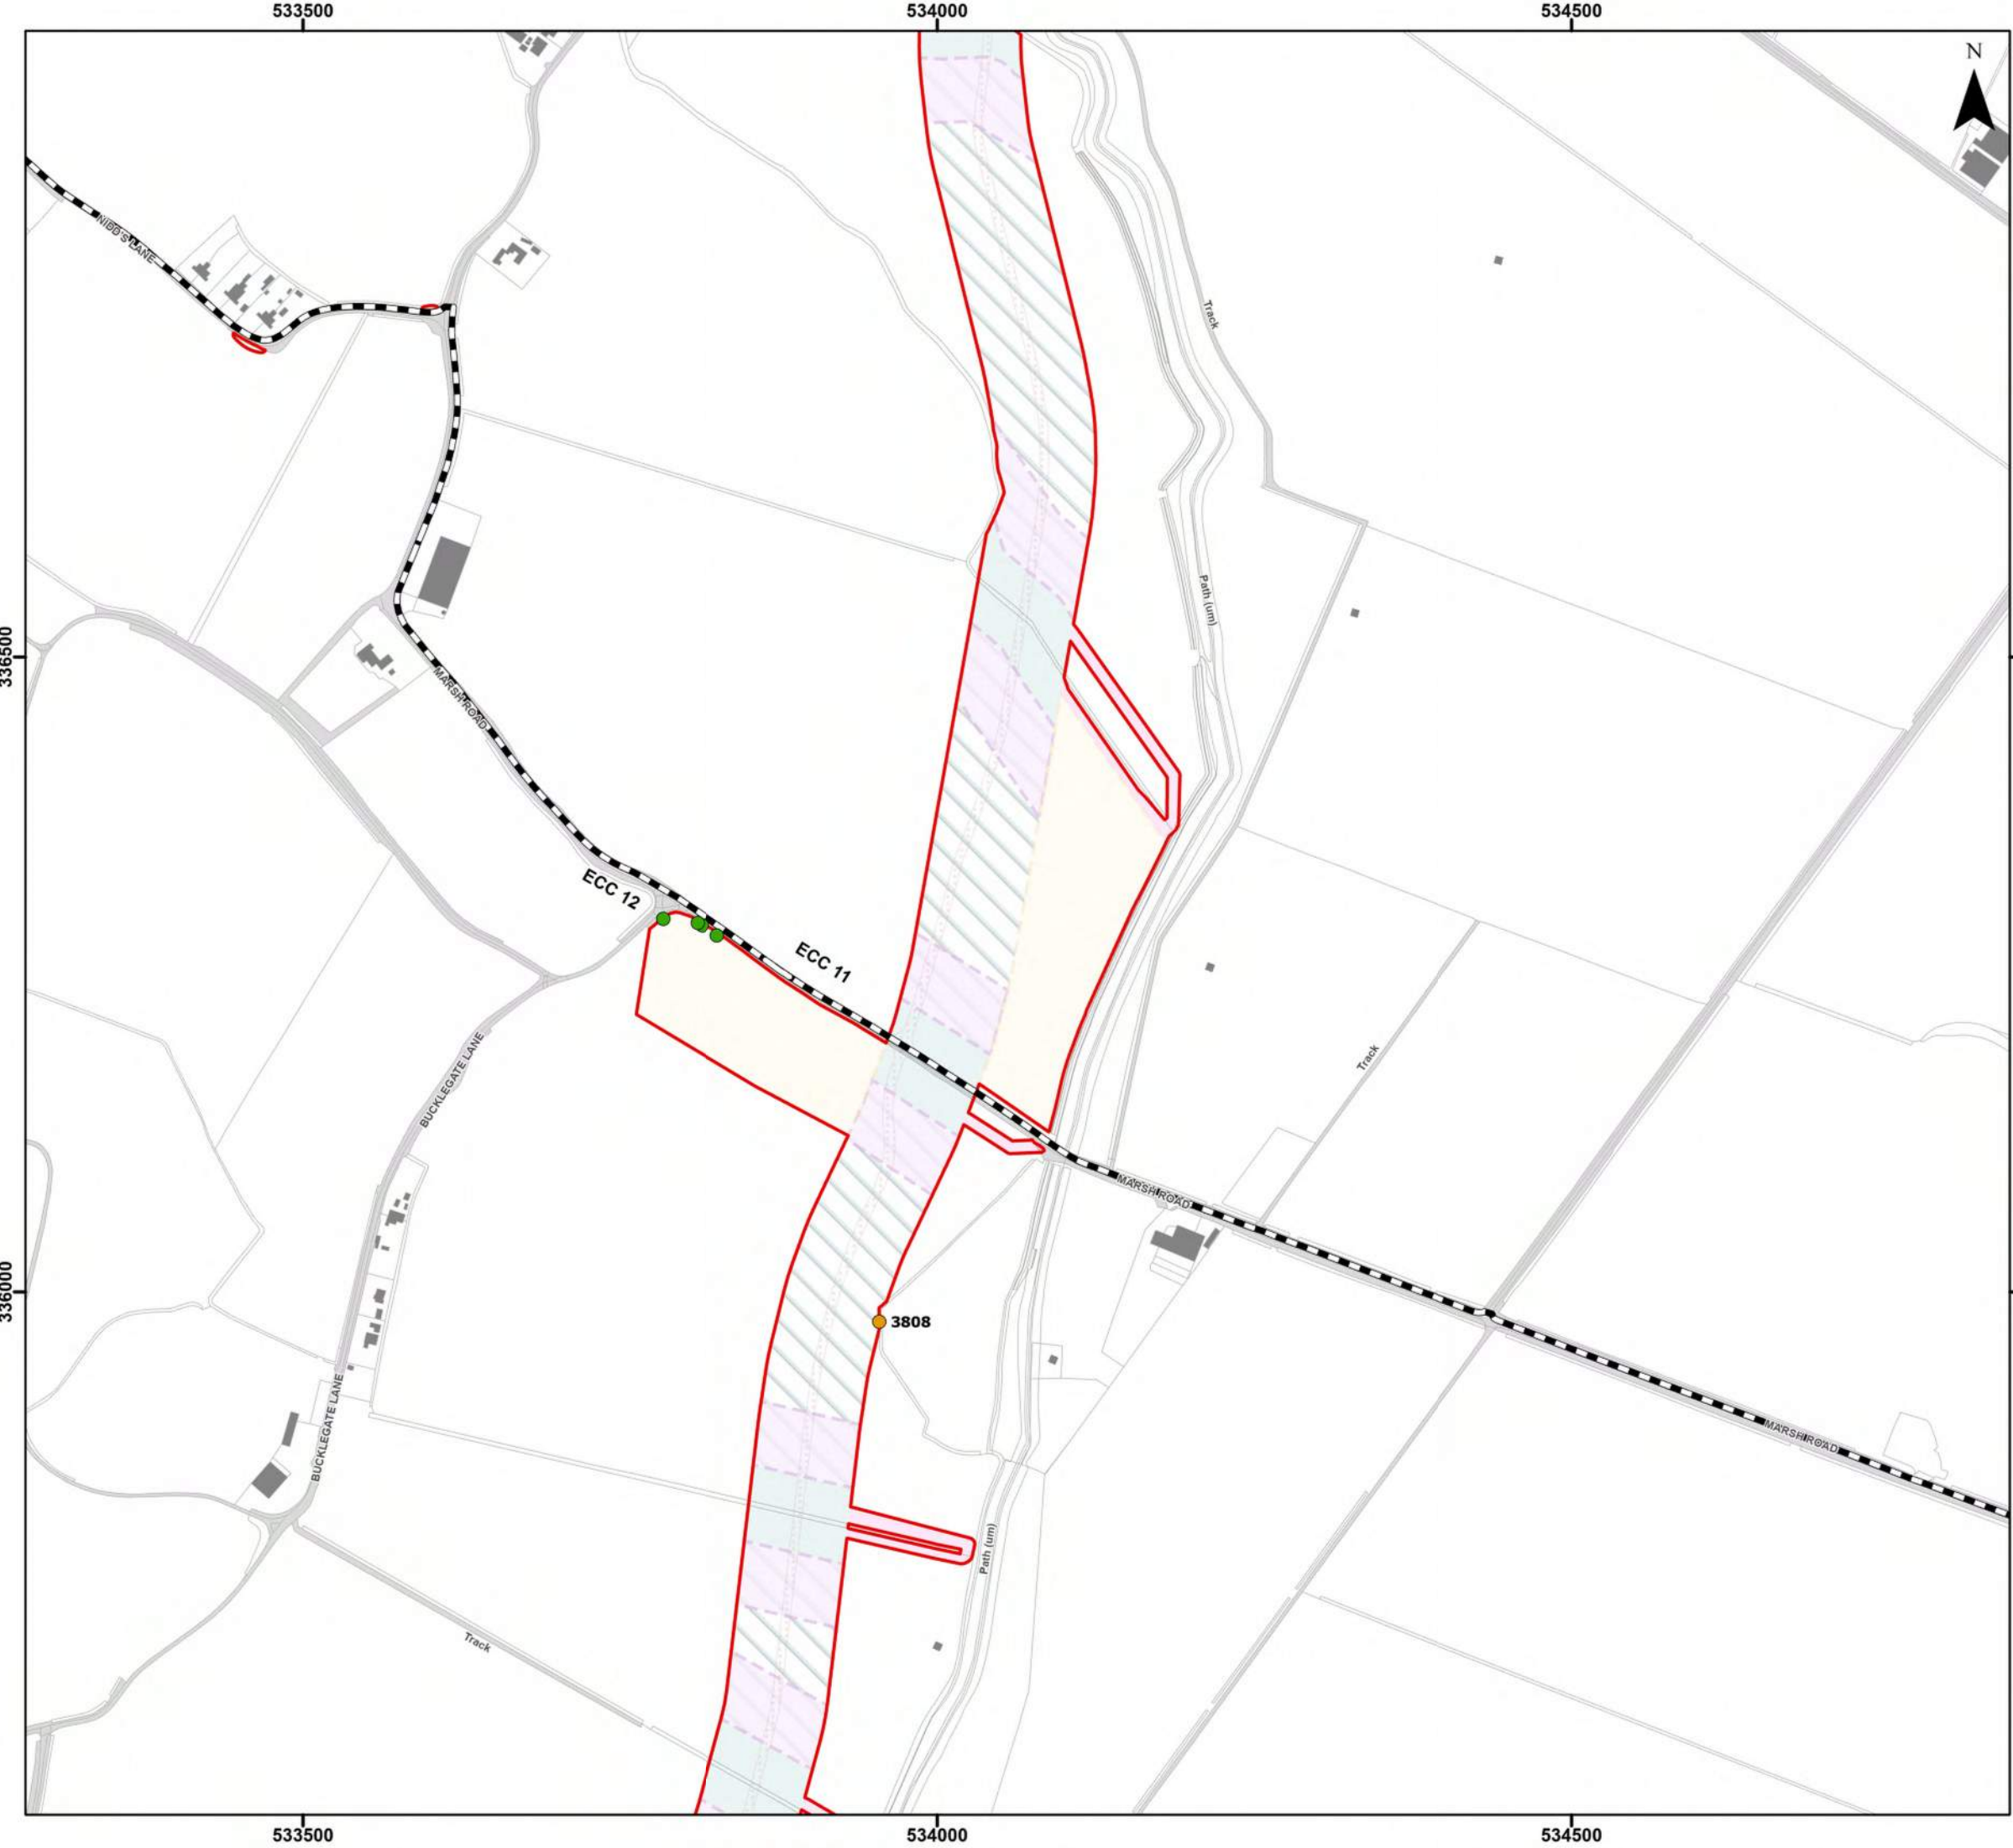 533500
534000
534500
N
NIDD'S LANE
Track
336500
Path (um)
MARSH ROAD
ECC 12
ECC 11
BUCKLEGATE LANE
Track
MARSH ROAD
336000
3808
BUCKLEGATE LANE
MARSH ROAD
Path (um)
Track
533500
534000
534500